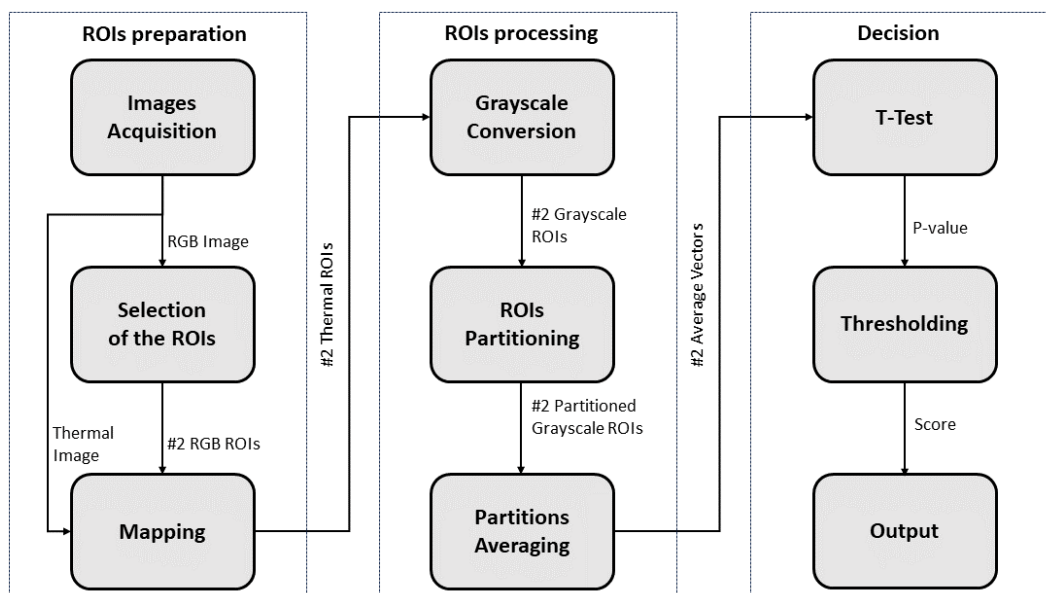 ROIs preparation
Images
Acquisition
RGB Image
Selection
of the ROIs
Thermal
Image
#2 RGB ROIs
Mapping
#2 Thermal ROIs
ROIs processing
Grayscale
Conversion
#2 Grayscale
ROIs
ROIs
Partitioning
#2 Partitioned
Grayscale ROIs
Partitions
Averaging
#2 Average Vectors
Decision
T-Test
P-value
Thresholding
Score
Output